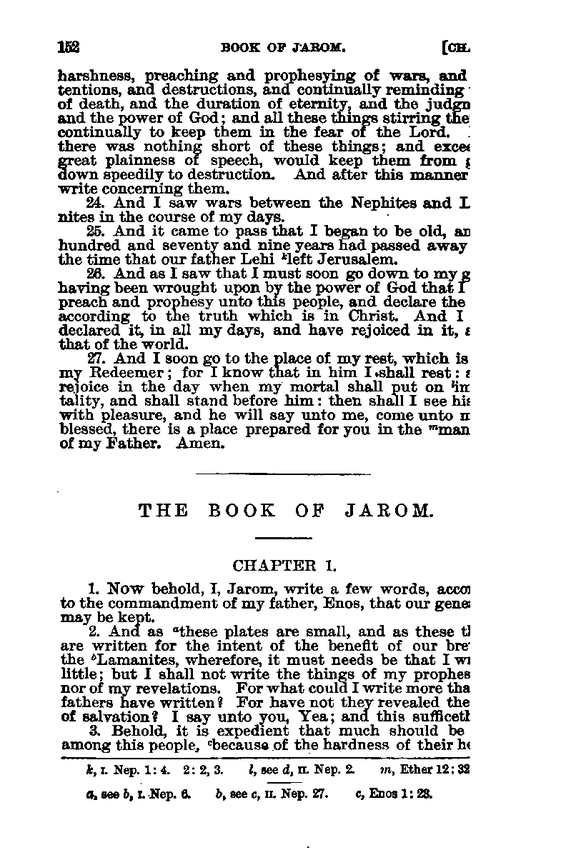 152 BOOK OF JAROM. [CH.
harshness, preaching and prophesying of wars, and
tentions, and destructions, and continually reminding
of death, and the duration of eternity, and the judgm
and the power of God; and all these things stirring the
continually to keep them in the fear of the Lord.
there was nothing short of these things; and excee
great plainness of speech, would keep them from g
down speedily to destruction. And after this manner
write concerning them.
24. And I saw wars between the Nephites and L
nites in the course of my days.
25. And it came to pass that I began to be old, an
hundred and seventy and nine years had passed away
the time that our father Lehi ᵏleft Jerusalem.
26. And as I saw that I must soon go down to my g
having been wrought upon by the power of God that I
preach and prophesy unto this people, and declare the
according to the truth which is in Christ. And I
declared it, in all my days, and have rejoiced in it, a
that of the world.
27. And I soon go to the place of my rest, which is
my Redeemer; for I know that in him I shall rest: a
rejoice in the day when my mortal shall put on ˡim
tality, and shall stand before him: then shall I see his
with pleasure, and he will say unto me, come unto m
blessed, there is a place prepared for you in the ᵐman
of my Father. Amen.
THE BOOK OF JAROM.
CHAPTER 1.
1. Now behold, I, Jarom, write a few words, accor
to the commandment of my father, Enos, that our genea
may be kept.
2. And as ᵃthese plates are small, and as these t
are written for the intent of the benefit of our bre
the ᵇLamanites, wherefore, it must needs be that I wr
little; but I shall not write the things of my prophes
nor of my revelations. For what could I write more tha
fathers have written? For have not they revealed the
of salvation? I say unto you, Yea; and this sufficeth
3. Behold, it is expedient that much should be
among this people, ᶜbecause of the hardness of their he
k, I. Nep. 1: 4. 2: 2, 3. l, see d, II. Nep. 2. m, Ether 12: 32
a, see b, I. Nep. 6. b, see c, II. Nep. 27. c, Enos 1: 23.